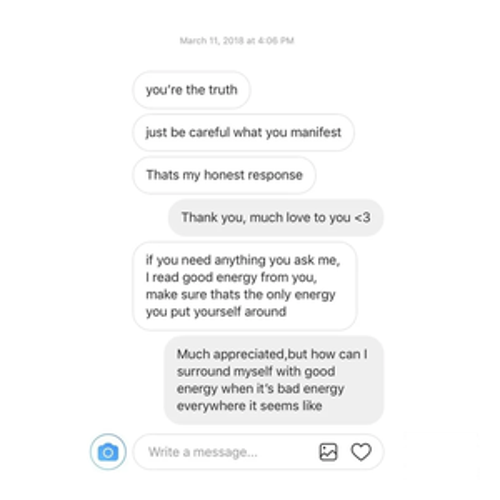 March 11, 2018 at 4:06 PM
you're the truth
just be careful what you manifest
Thats my honest response
Thank you, much love to you <3
if you need anything you ask me,
I read good energy from you,
make sure thats the only energy
you put yourself around
Much appreciated,but how can I
surround myself with good
energy when it's bad energy
everywhere it seems like
Write a message...